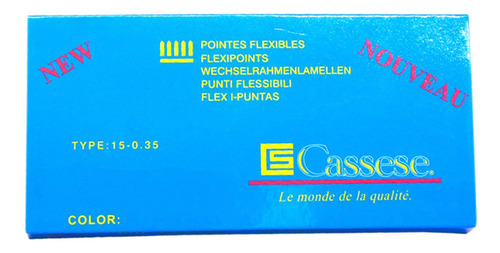 NEW
POINTES FLEXIBLES
FLEXIPOINTS
WECHSELRAHMENLAMELLEN
PUNTI FLESSIBILI
FLEX I-PUNTAS
NOUVEAU
TYPE:15-0.35
CS Cassese®
Le monde de la qualité.
COLOR: